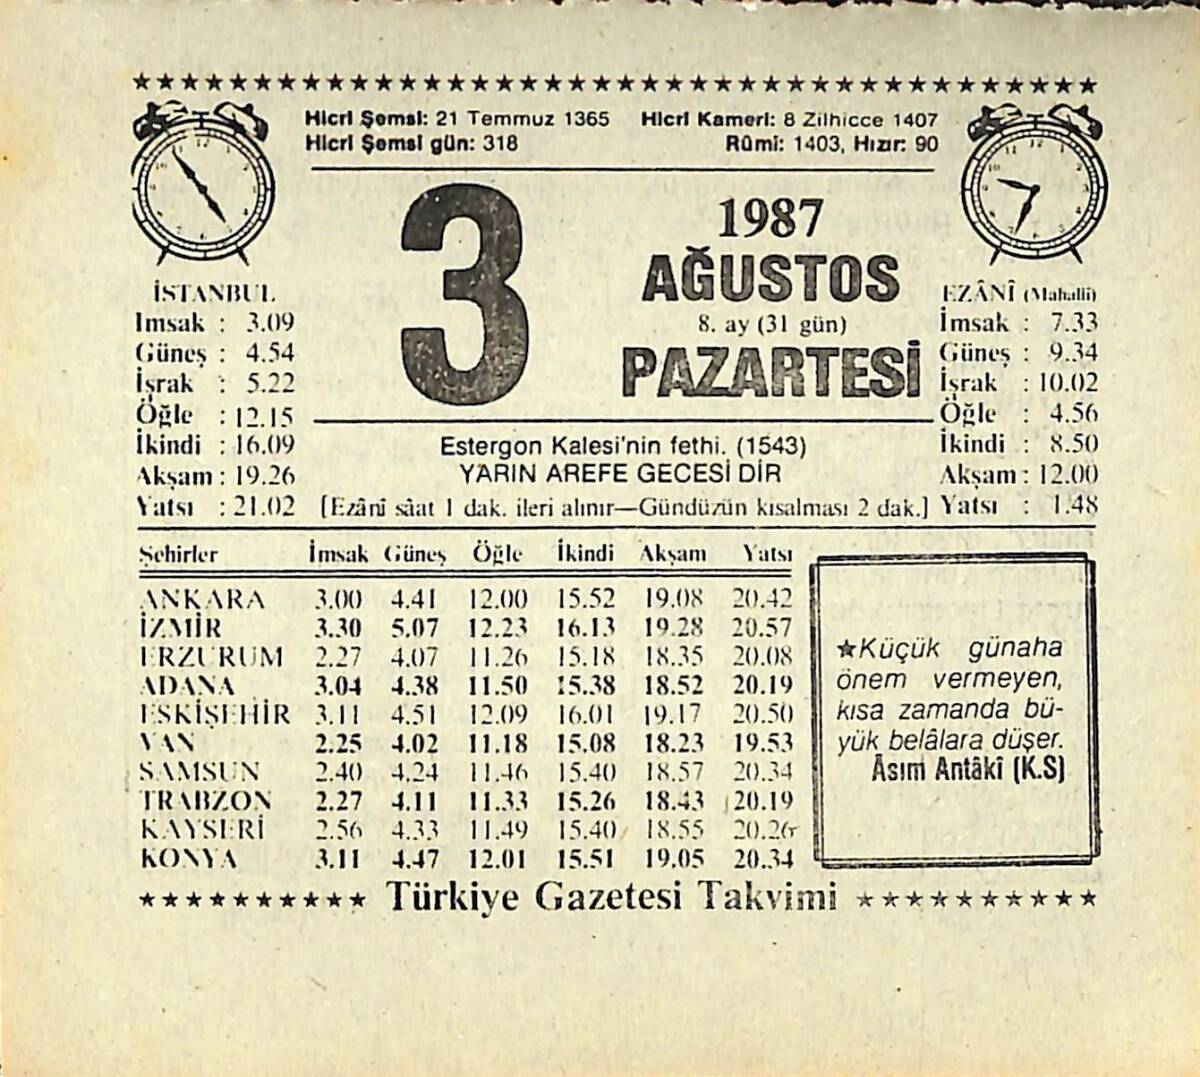 Hicri Şemsi: 21 Temmuz 1365 Hicri Kameri: 8 Zilhicce 1407
Hicri Şemsi gün: 318 Rûmi: 1403, Hızır: 90
3
1987
AĞUSTOS
8. ay (31 gün)
PAZARTESİ
İSTANBUL
İmsak : 3.09
Güneş : 4.54
İşrak : 5.22
Öğle : 12.15
İkindi : 16.09
Akşam : 19.26
Yatsı : 21.02
EZÂNÎ (Mahallî)
İmsak : 7.33
Güneş : 9.34
İşrak : 10.02
Öğle : 4.56
İkindi : 8.50
Akşam : 12.00
Yatsı : 1.48
Estergon Kalesi'nin fethi. (1543)
YARIN AREFE GECESİ DİR
[Ezânî sâat 1 dak. ileri alınır—Gündüzün kısalması 2 dak.]
Şehirler İmsak Güneş Öğle İkindi Akşam Yatsı
ANKARA 3.00 4.41 12.00 15.52 19.08 20.42
İZMİR 3.30 5.07 12.23 16.13 19.28 20.57
ERZURUM 2.27 4.07 11.26 15.18 18.35 20.08
ADANA 3.04 4.38 11.50 15.38 18.52 20.19
ESKİŞEHİR 3.11 4.51 12.09 16.01 19.17 20.50
VAN 2.25 4.02 11.18 15.08 18.23 19.53
SAMSUN 2.40 4.24 11.46 15.40 18.57 20.34
TRABZON 2.27 4.11 11.33 15.26 18.43 20.19
KAYSERİ 2.56 4.33 11.49 15.40 18.55 20.26
KONYA 3.11 4.47 12.01 15.51 19.05 20.34
★Küçük günaha
önem vermeyen,
kısa zamanda bü-
yük belâlara düşer.
Âsım Antâkî (K.S)
Türkiye Gazetesi Takvimi